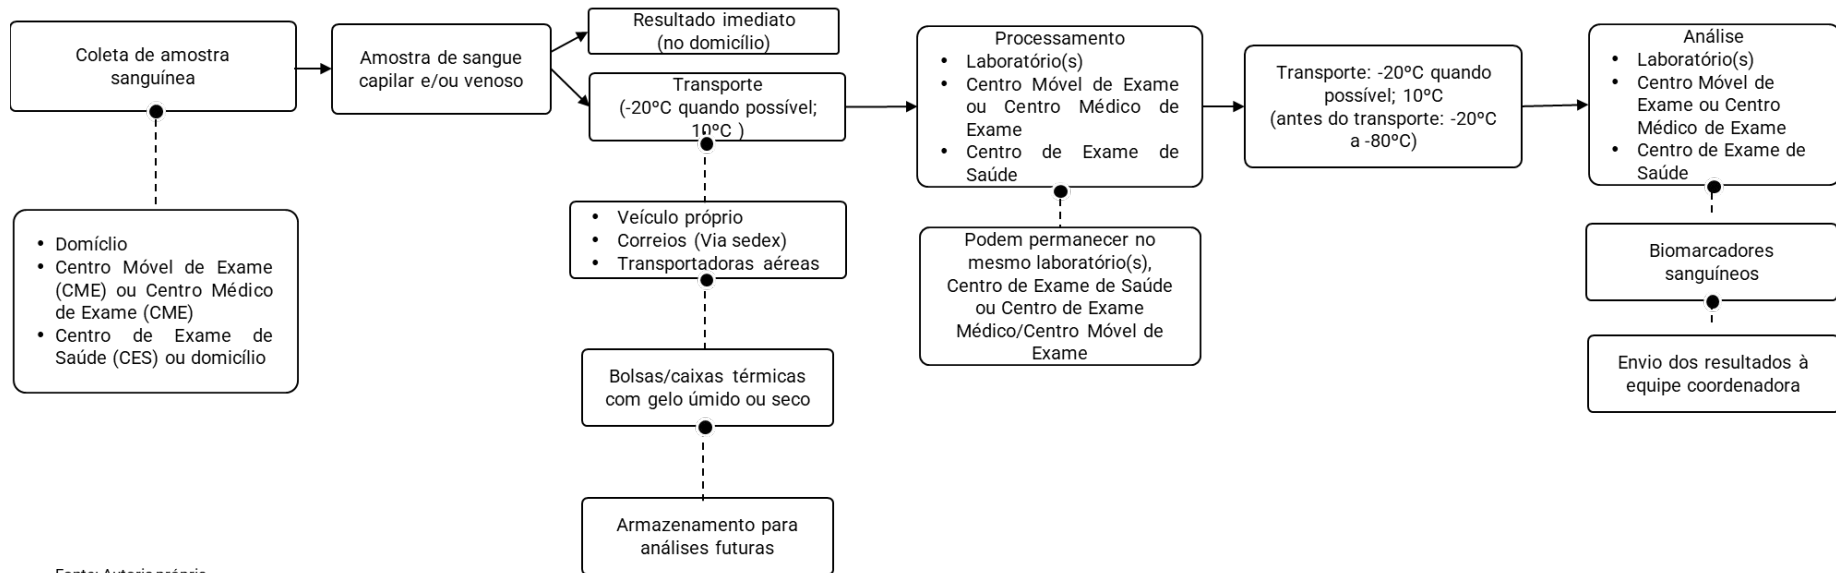 Coleta de amostra
sanguínea
Amostra de sangue
capilar e/ou venoso
Resultado imediato
(no domicílio)
Transporte
(-20ºC quando possível;
10ºC )
Processamento
• Laboratório(s)
• Centro Móvel de Exame
ou Centro Médico de
Exame
• Centro de Exame de
Saúde
Transporte: -20ºC quando
possível; 10ºC
(antes do transporte: -20ºC
a -80ºC)
Análise
• Laboratório(s)
• Centro Móvel de
Exame ou Centro
Médico de Exame
• Centro de Exame de
Saúde
• Domíclio
• Centro Móvel de Exame
(CME) ou Centro Médico
de Exame (CME)
• Centro de Exame de
Saúde (CES) ou domicílio
• Veículo próprio
• Correios (Via sedex)
• Transportadoras aéreas
Podem permanecer no
mesmo laboratório(s),
Centro de Exame de Saúde
ou Centro de Exame
Médico/Centro Móvel de
Exame
Biomarcadores
sanguíneos
Bolsas/caixas térmicas
com gelo úmido ou seco
Envio dos resultados à
equipe coordenadora
Armazenamento para
análises futuras